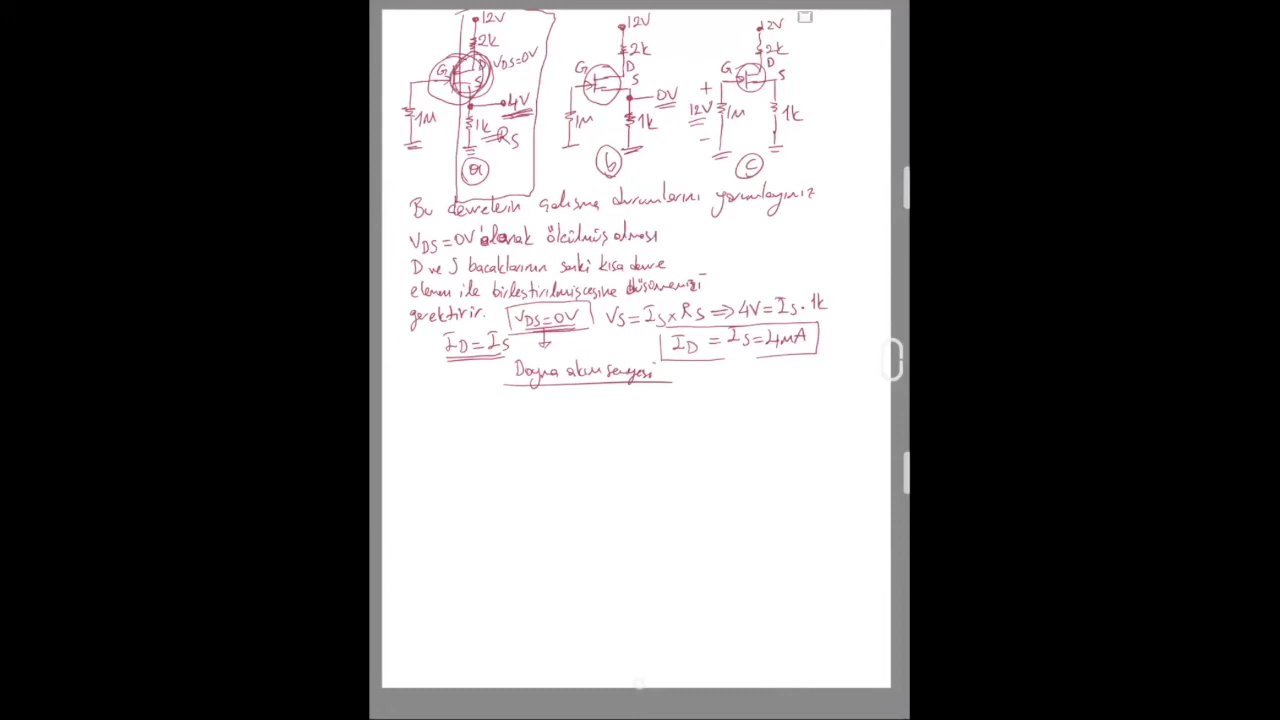 12V
2k
VDS=0V
G
D
S
4V
1M
1k
RS
a
12V
2k
G
D
S
0V
1M
1k
b
12V
2k
G
D
S
+
12V
-
1M
1k
c
Bu devrelerin çalışma durumlarını yorumlayınız
VDS=0V olarak ölçülmüş olması
D ve S bacaklarının sanki kısa devre
eleman ile birleştirilmişcesine düşünmemizi
gerektirir. VDS=0V VS=IS×RS⇒4V=IS.1k
ID=IS ID=IS=4mA
Doyma akım seviyesi